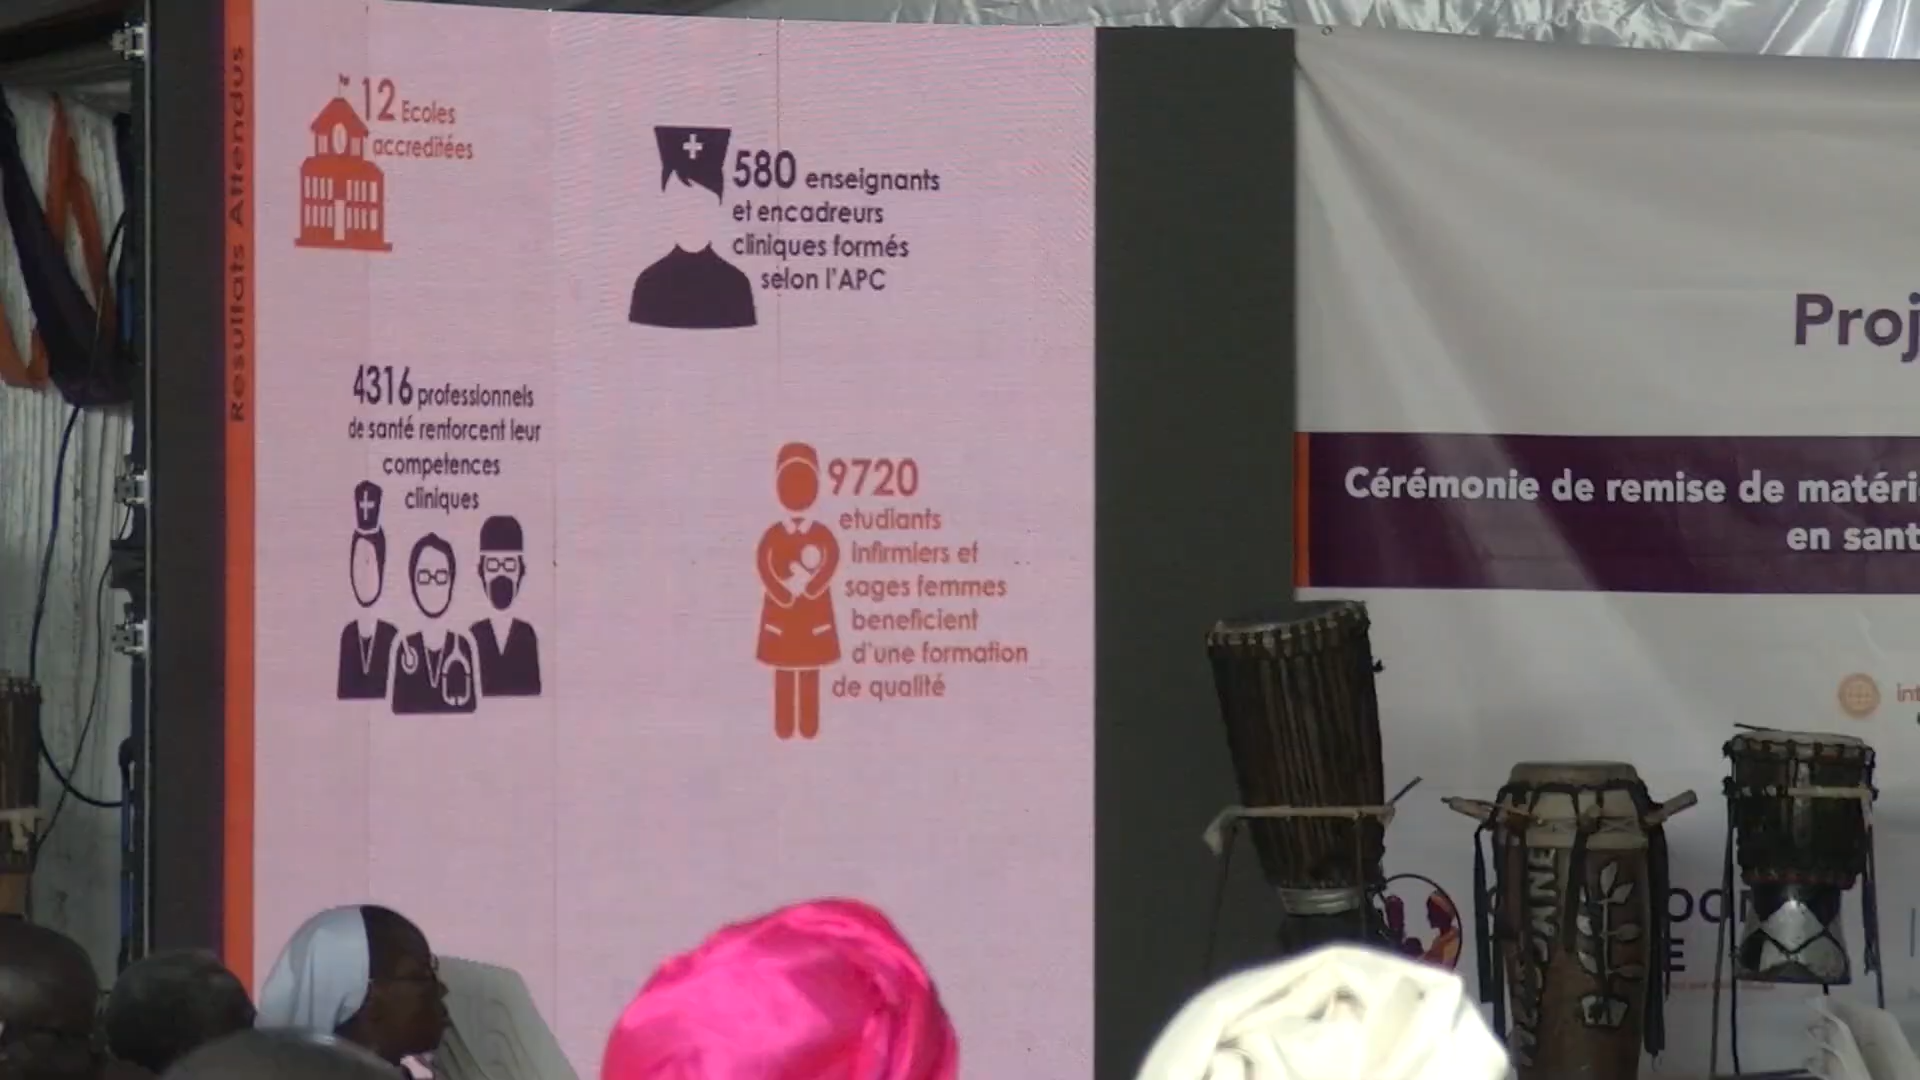 Resultats Attendus
12 Ecoles
accreditées
580 enseignants
et encadreurs
cliniques formés
selon l'APC
4316 professionnels
de santé renforcent leur
competences
cliniques
9720
etudiants
infirmiers et
sages femmes
beneficient
d'une formation
de qualité
Proj
Cérémonie de remise de matéri
en sant
int